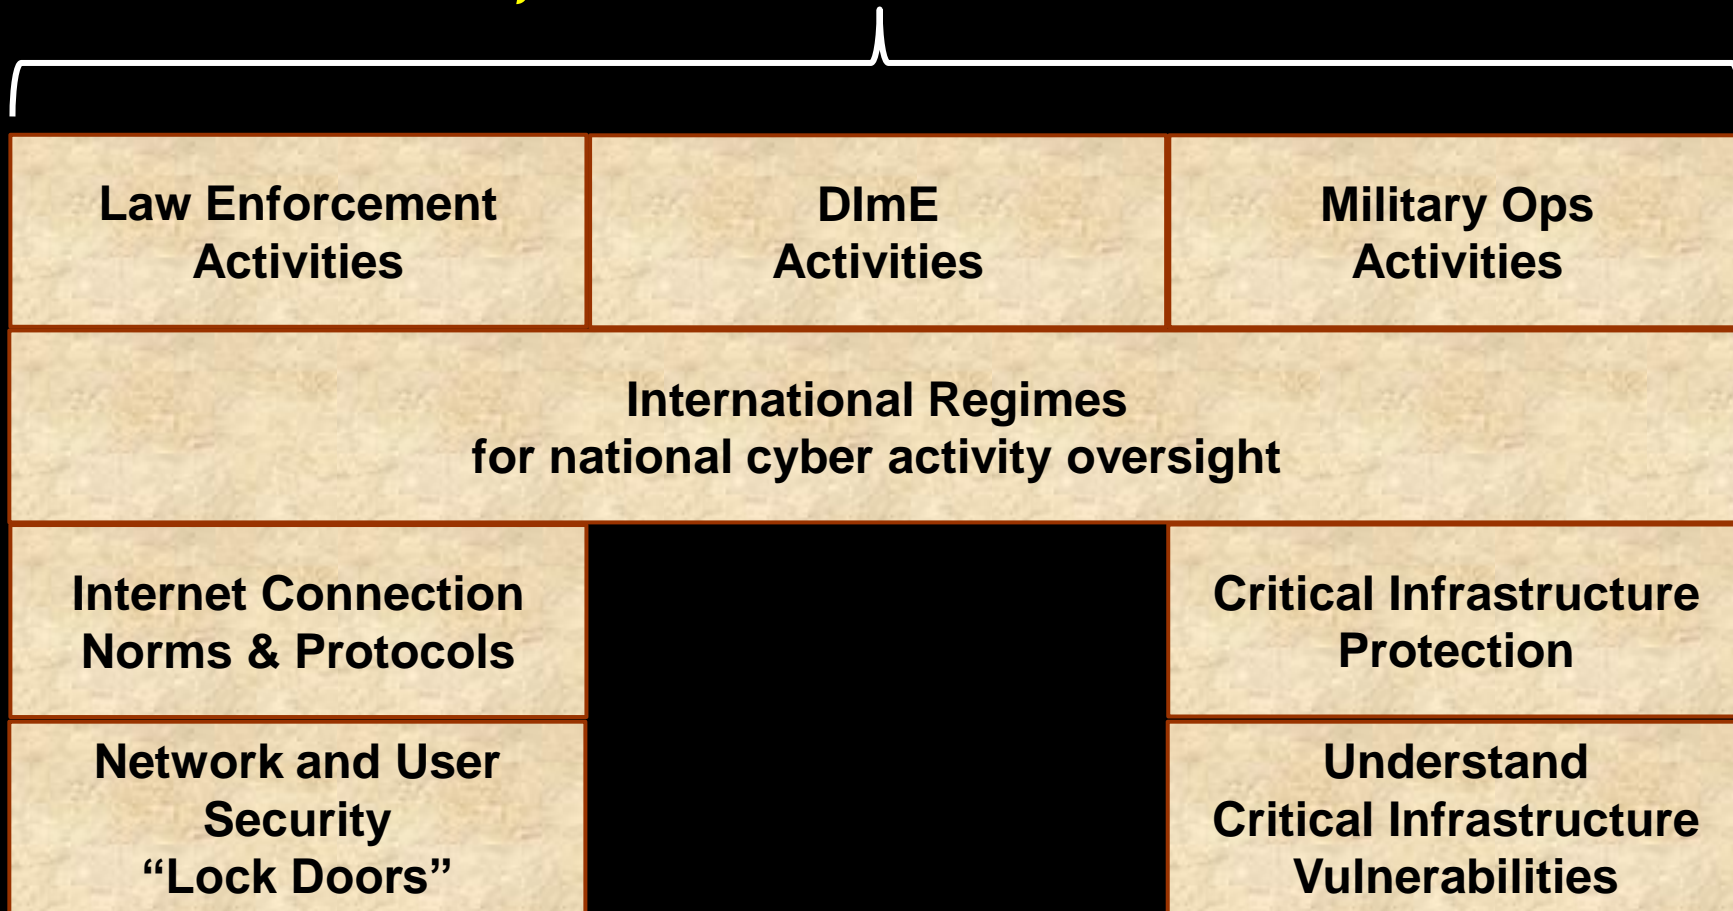 Law Enforcement
Activities
DImE
Activities
Military Ops
Activities
International Regimes
for national cyber activity oversight
Internet Connection
Norms & Protocols
Critical Infrastructure
Protection
Network and User
Security
“Lock Doors”
Understand
Critical Infrastructure
Vulnerabilities